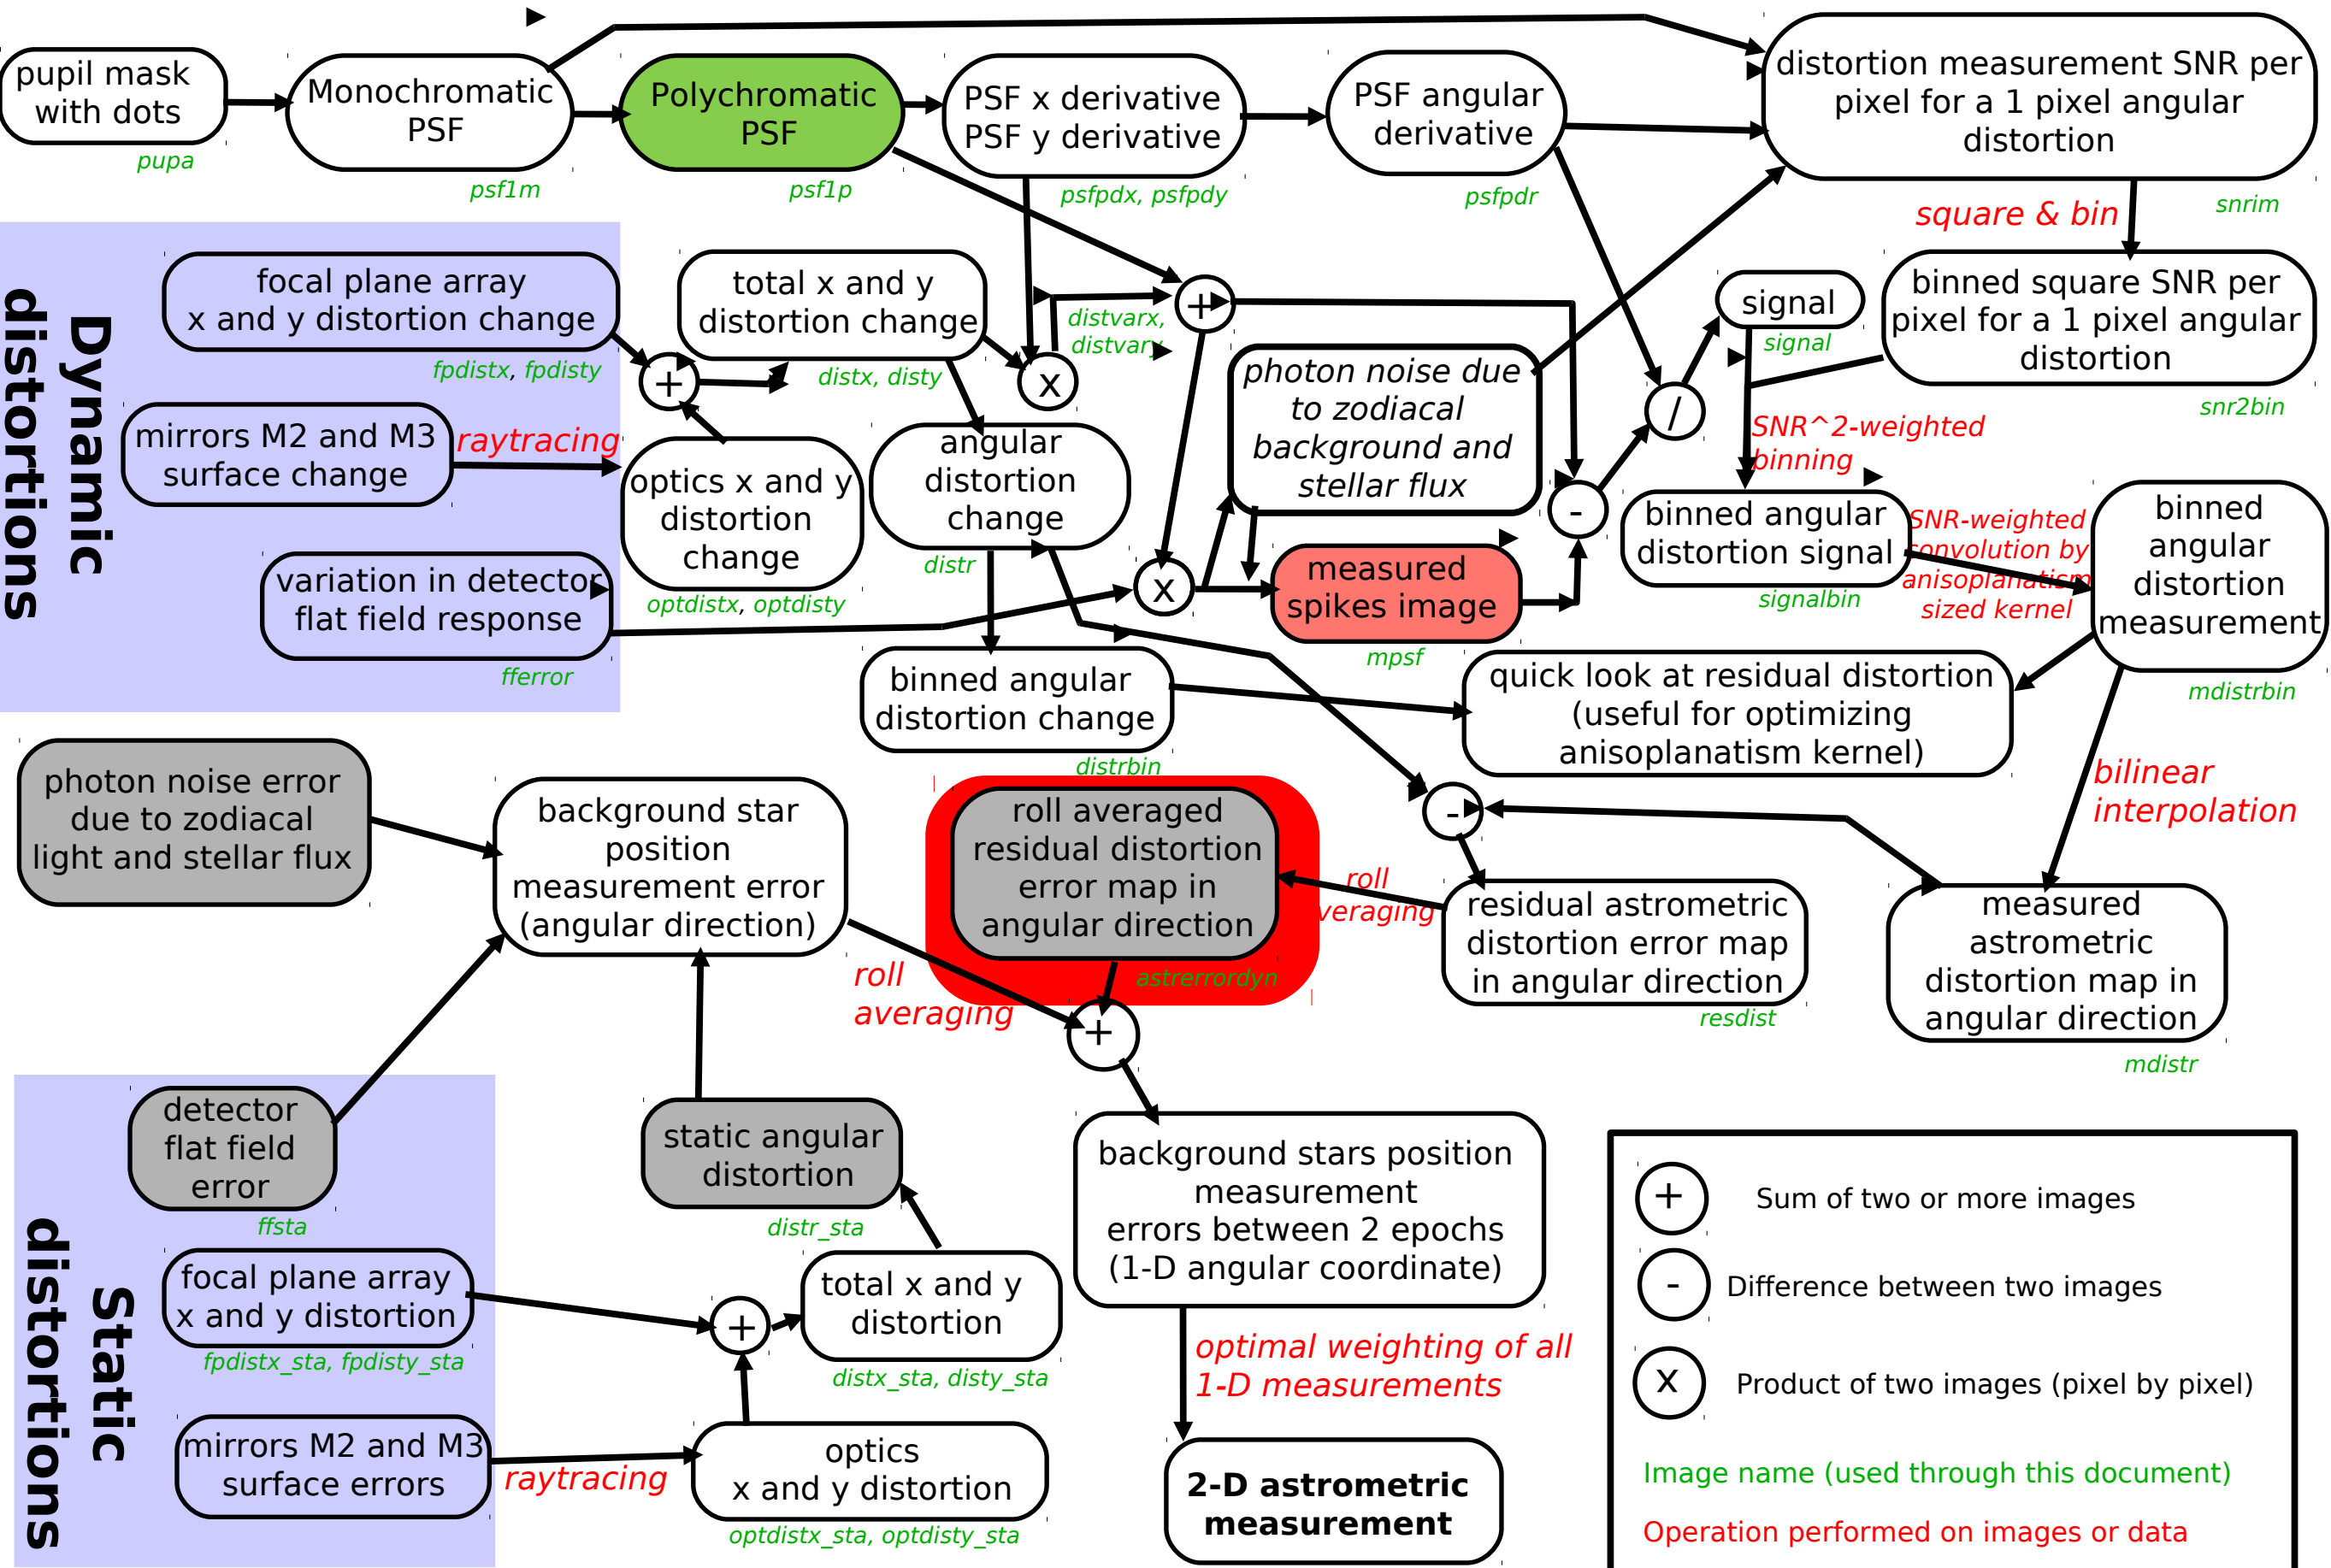 pupil mask
with dots
pupa
Monochromatic
PSF
psf1m
Polychromatic
PSF
psf1p
PSF x derivative
PSF y derivative
psfpdx, psfpdy
PSF angular
derivative
psfpdr
distortion measurement SNR per
pixel for a 1 pixel angular
distortion
snrim
square & bin
Dynamic
distortions
focal plane array
x and y distortion change
fpdistx, fpdisty
mirrors M2 and M3
surface change
raytracing
variation in detector
flat field response
fferror
+
total x and y
distortion change
distx, disty
optics x and y
distortion
change
optdistx, optdisty
x
distvarx,
distvary
+
angular
distortion
change
distr
x
photon noise due
to zodiacal
background and
stellar flux
measured
spikes image
mpsf
-
/
signal
signal
binned square SNR per
pixel for a 1 pixel angular
distortion
snr2bin
SNR^2-weighted
binning
binned angular
distortion signal
signalbin
SNR-weighted
convolution by
anisoplanatism
sized kernel
binned
angular
distortion
measurement
mdistrbin
binned angular
distortion change
distrbin
quick look at residual distortion
(useful for optimizing
anisoplanatism kernel)
bilinear
interpolation
photon noise error
due to zodiacal
light and stellar flux
background star
position
measurement error
(angular direction)
roll
averaging
roll averaged
residual distortion
error map in
angular direction
astrerrordyn
roll
veraging
-
residual astrometric
distortion error map
in angular direction
resdist
measured
astrometric
distortion map in
angular direction
mdistr
+
Static
distortions
detector
flat field
error
ffsta
focal plane array
x and y distortion
fpdistx_sta, fpdisty_sta
mirrors M2 and M3
surface errors
raytracing
static angular
distortion
distr_sta
+
total x and y
distortion
distx_sta, disty_sta
optics
x and y distortion
optdistx_sta, optdisty_sta
background stars position
measurement
errors between 2 epochs
(1-D angular coordinate)
optimal weighting of all
1-D measurements
2-D astrometric
measurement
+ Sum of two or more images
- Difference between two images
x Product of two images (pixel by pixel)
Image name (used through this document)
Operation performed on images or data